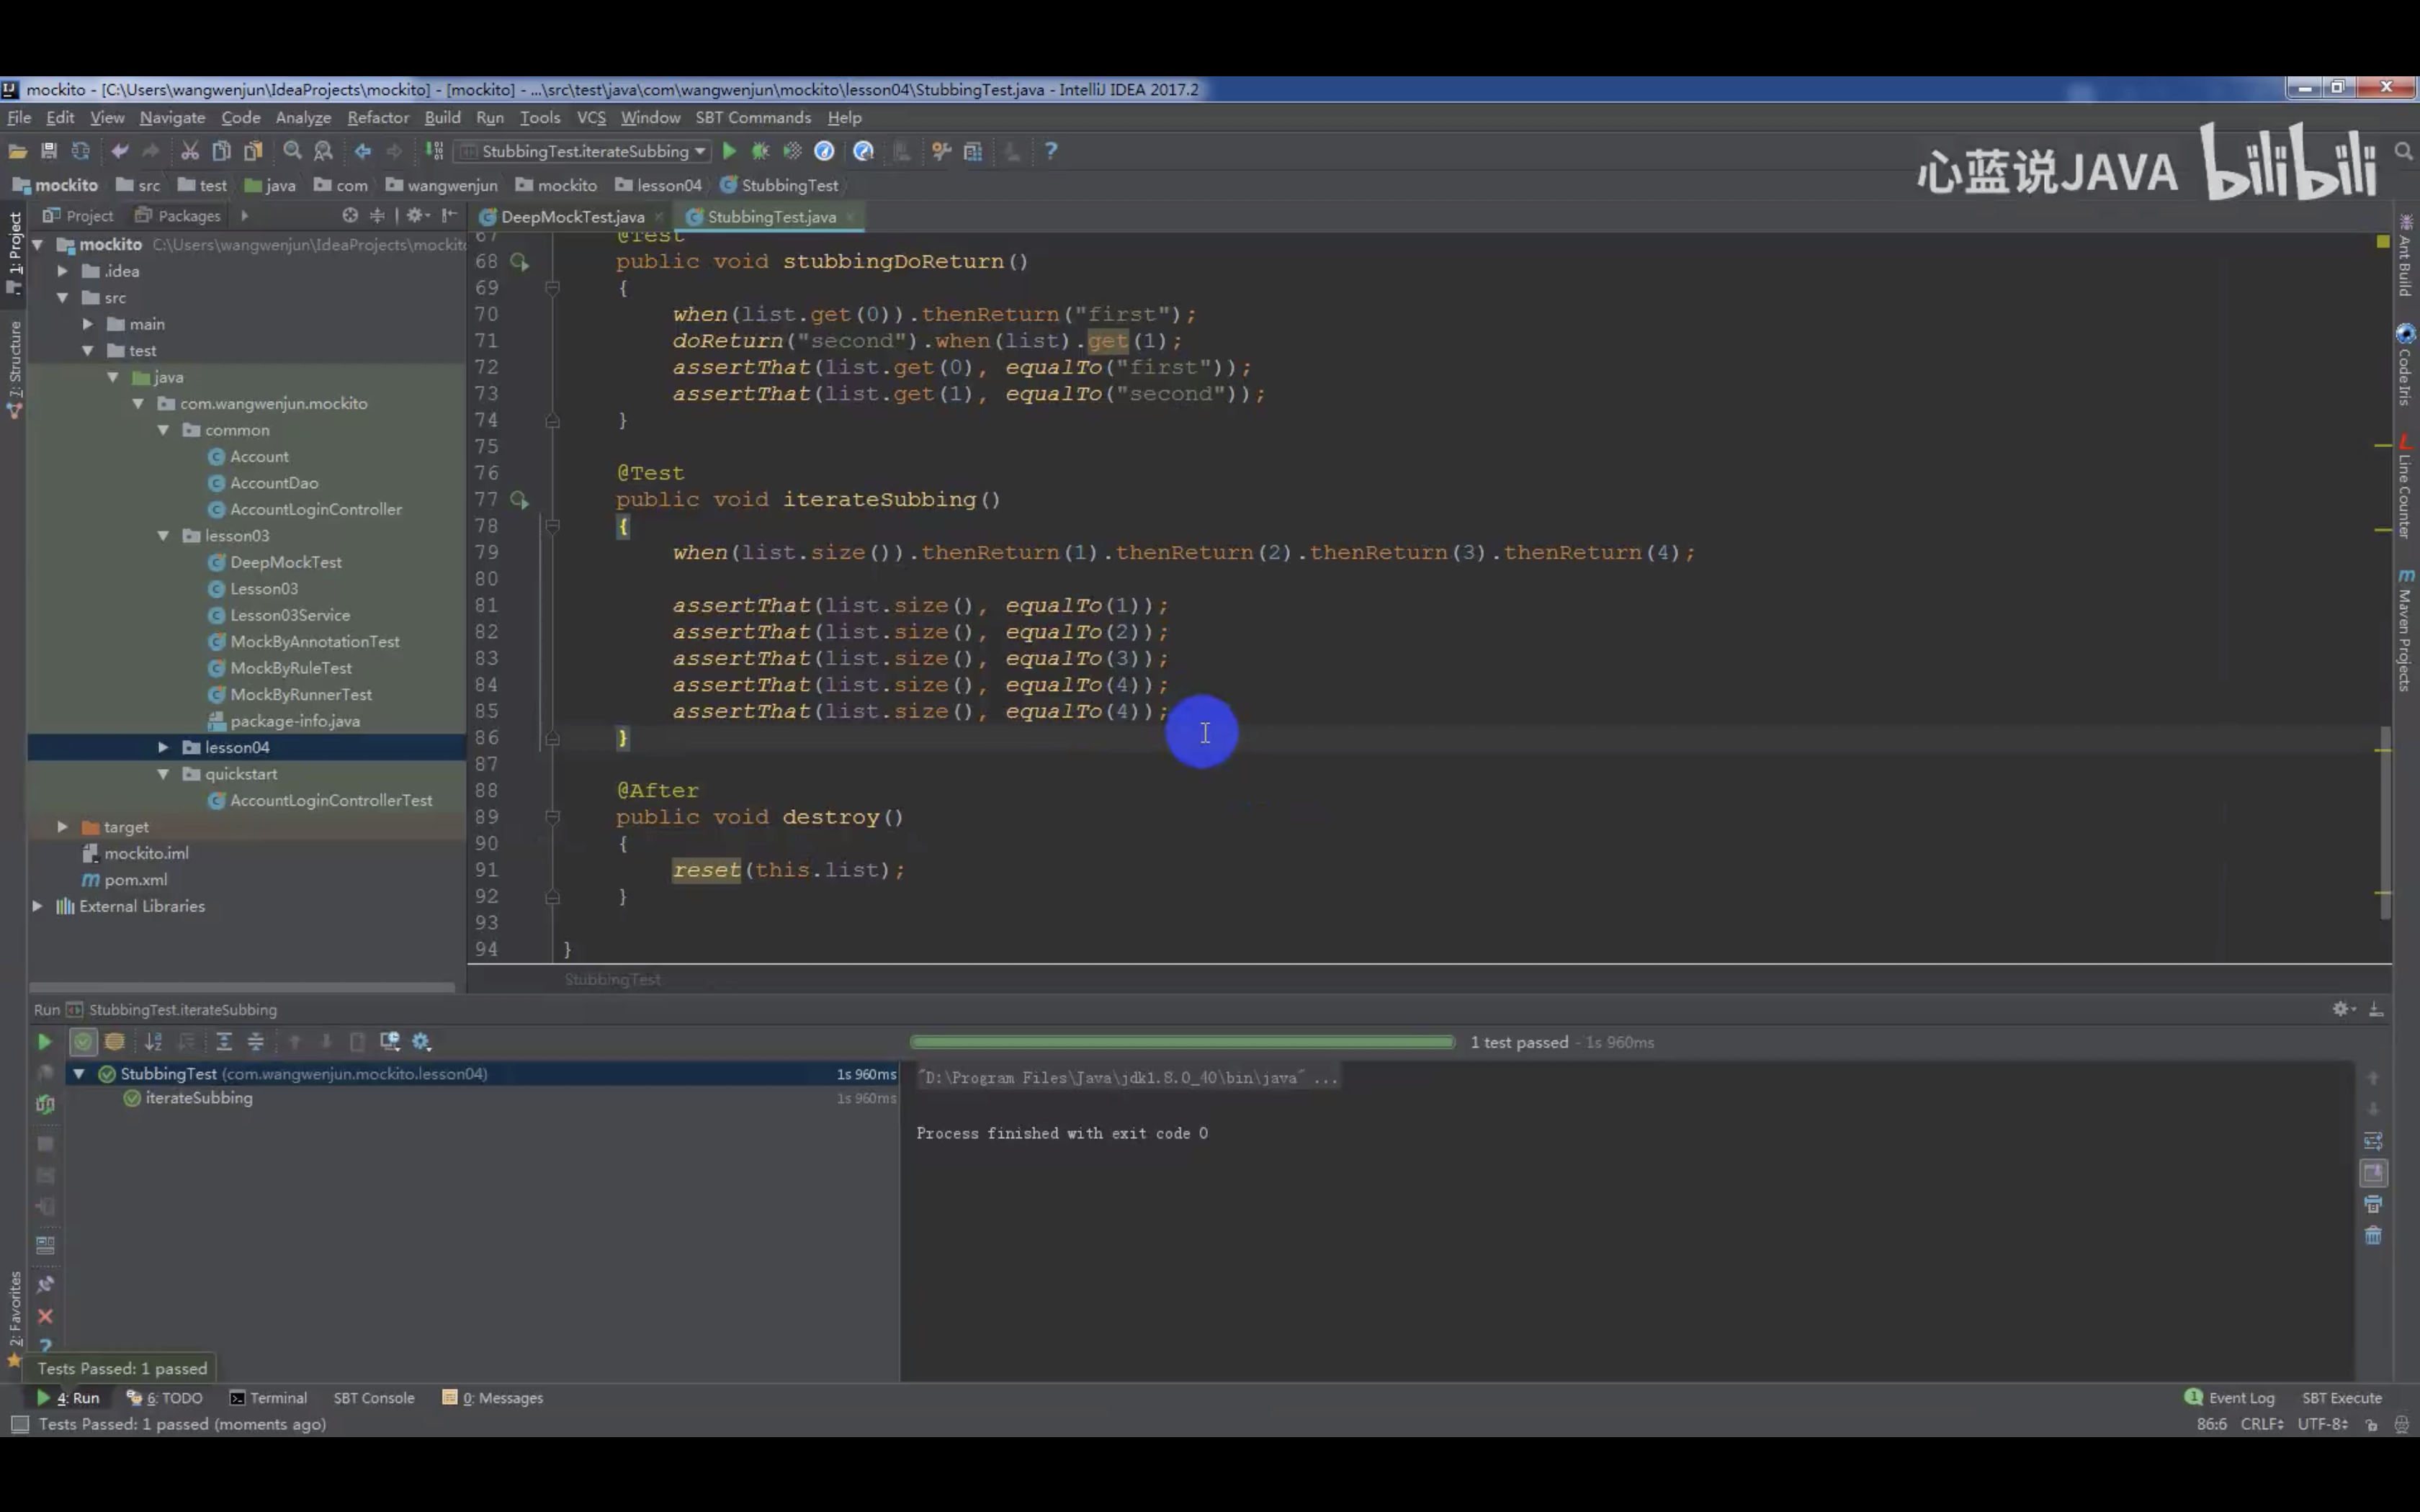 mockito - [C:\Users\wangwenjun\IdeaProjects\mockito] - [mockito] - ...\src\test\java\com\wangwenjun\mockito\lesson04\StubbingTest.java - IntelliJ IDEA 2017.2
File Edit View Navigate Code Analyze Refactor Build Run Tools VCS Window SBT Commands Help
StubbingTest.iterateSubbing
心蓝说JAVA bilibili
mockito src test java com wangwenjun mockito lesson04 StubbingTest
Project Packages
DeepMockTest.java StubbingTest.java
1: Project
7: Structure
2: Favorites
mockito C:\Users\wangwenjun\IdeaProjects\mockito
.idea
src
main
test
java
com.wangwenjun.mockito
common
Account
AccountDao
AccountLoginController
lesson03
DeepMockTest
Lesson03
Lesson03Service
MockByAnnotationTest
MockByRuleTest
MockByRunnerTest
package-info.java
lesson04
quickstart
AccountLoginControllerTest
target
mockito.iml
pom.xml
External Libraries
67 @Test
68 public void stubbingDoReturn()
69 {
70 when(list.get(0)).thenReturn("first");
71 doReturn("second").when(list).get(1);
72 assertThat(list.get(0), equalTo("first"));
73 assertThat(list.get(1), equalTo("second"));
74 }
75
76 @Test
77 public void iterateSubbing()
78 {
79 when(list.size()).thenReturn(1).thenReturn(2).thenReturn(3).thenReturn(4);
80
81 assertThat(list.size(), equalTo(1));
82 assertThat(list.size(), equalTo(2));
83 assertThat(list.size(), equalTo(3));
84 assertThat(list.size(), equalTo(4));
85 assertThat(list.size(), equalTo(4));
86 }
87
88 @After
89 public void destroy()
90 {
91 reset(this.list);
92 }
93
94 }
StubbingTest
Ant Build
Code Iris
Line Counter
Maven Projects
Run StubbingTest.iterateSubbing
1 test passed - 1s 960ms
StubbingTest (com.wangwenjun.mockito.lesson04) 1s 960ms
iterateSubbing 1s 960ms
"D:\Program Files\Java\jdk1.8.0_40\bin\java" ...
Process finished with exit code 0
Tests Passed: 1 passed
4: Run 6: TODO Terminal SBT Console 0: Messages
1 Event Log SBT Execute
Tests Passed: 1 passed (moments ago)
86:6 CRLF UTF-8